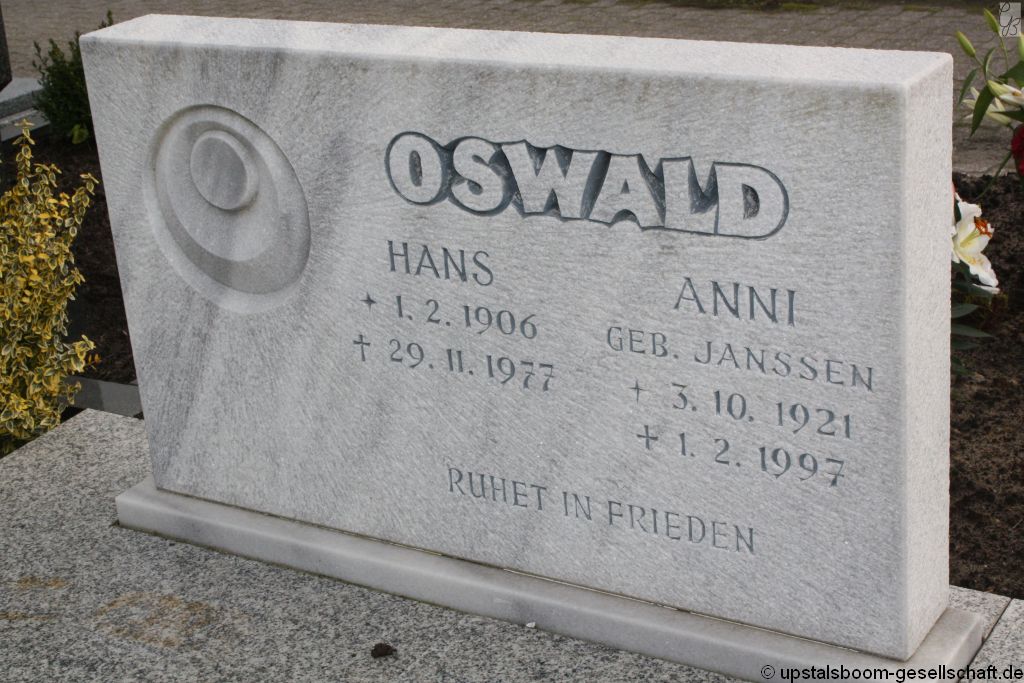 OSWALD
HANS
✦ 1. 2. 1906
✝ 29. 11. 1977
ANNI
GEB. JANSSEN
✦ 3. 10. 1921
✝ 1. 2. 1997
RUHET IN FRIEDEN
© upstalsboom-gesellschaft.de